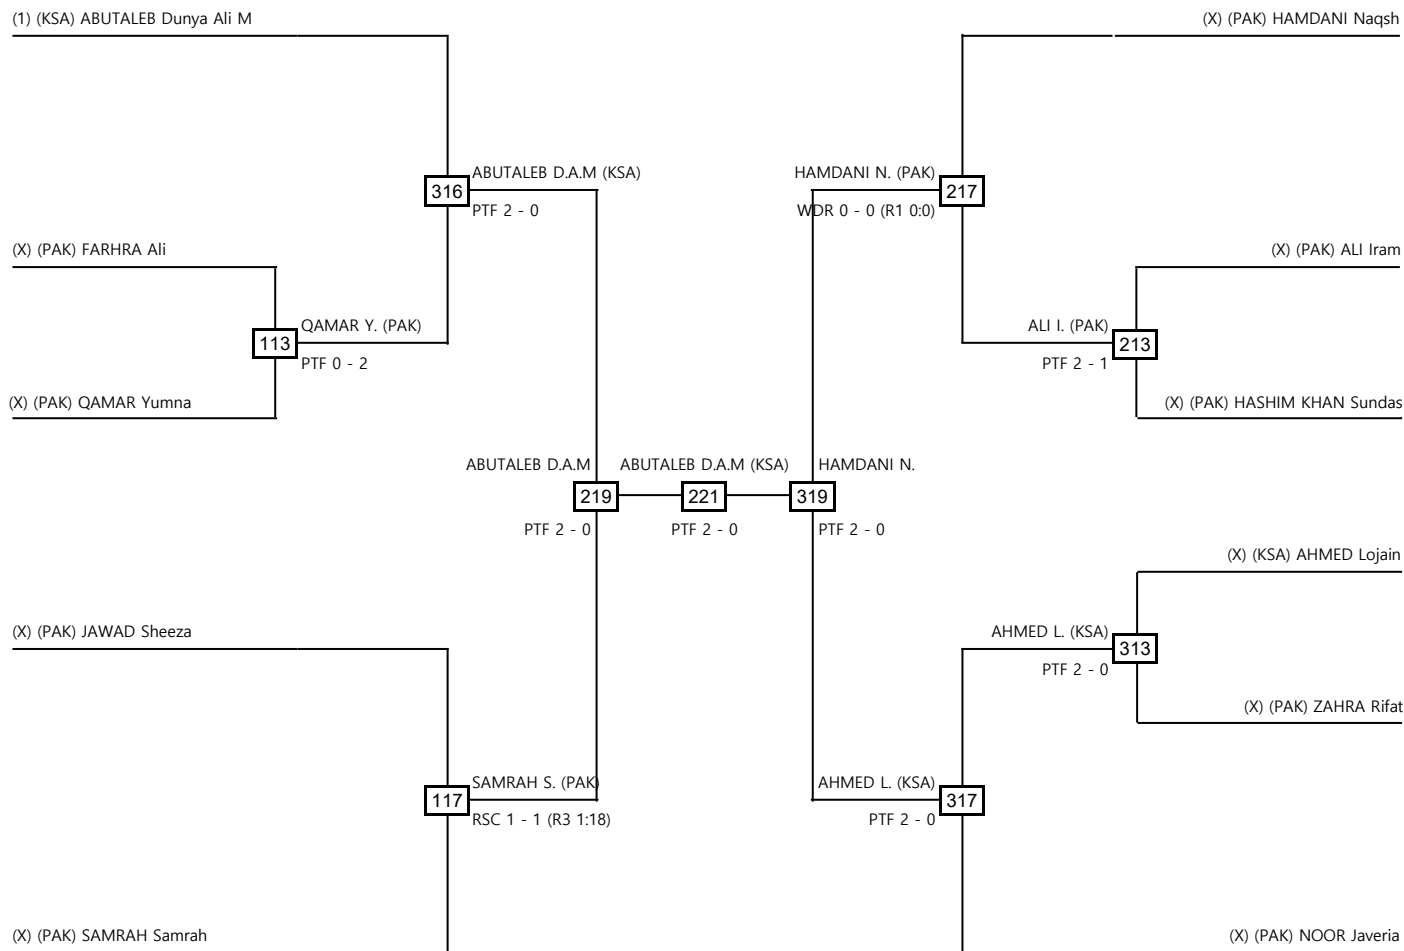 (1) (KSA) ABUTALEB Dunya Ali M
(X) (PAK) HAMDANI Naqsh
ABUTALEB D.A.M (KSA)
HAMDANI N. (PAK)
316
217
PTF 2 - 0
WDR 0 - 0 (R1 0:0)
(X) (PAK) FARHRA Ali
(X) (PAK) ALI Iram
QAMAR Y. (PAK)
ALI I. (PAK)
113
213
PTF 0 - 2
PTF 2 - 1
(X) (PAK) QAMAR Yumna
(X) (PAK) HASHIM KHAN Sundas
ABUTALEB D.A.M
ABUTALEB D.A.M (KSA)
HAMDANI N.
219
221
319
PTF 2 - 0
PTF 2 - 0
PTF 2 - 0
(X) (KSA) AHMED Lojain
(X) (PAK) JAWAD Sheeza
AHMED L. (KSA)
313
PTF 2 - 0
(X) (PAK) ZAHRA Rifat
SAMRAH S. (PAK)
AHMED L. (KSA)
117
317
RSC 1 - 1 (R3 1:18)
PTF 2 - 0
(X) (PAK) SAMRAH Samrah
(X) (PAK) NOOR Javeria